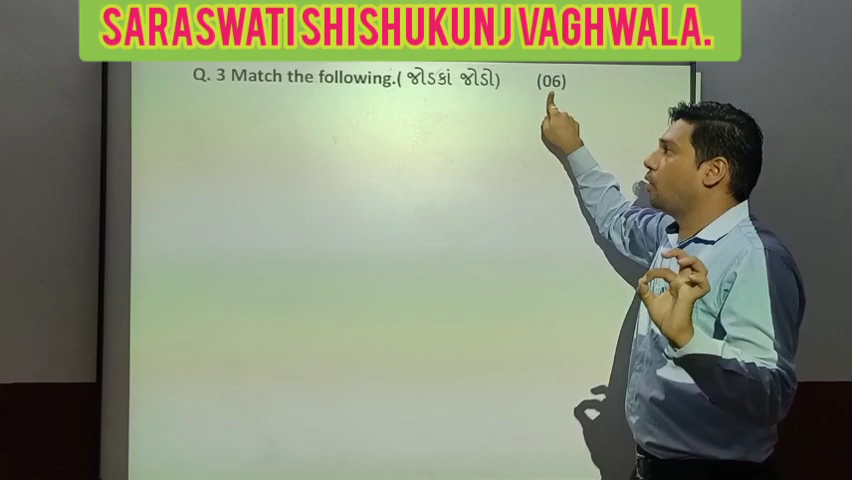 SARASWATI SHISHUKUNJ VAGHWALA.
Q. 3 Match the following.( જોડકાં જોડો) (06)